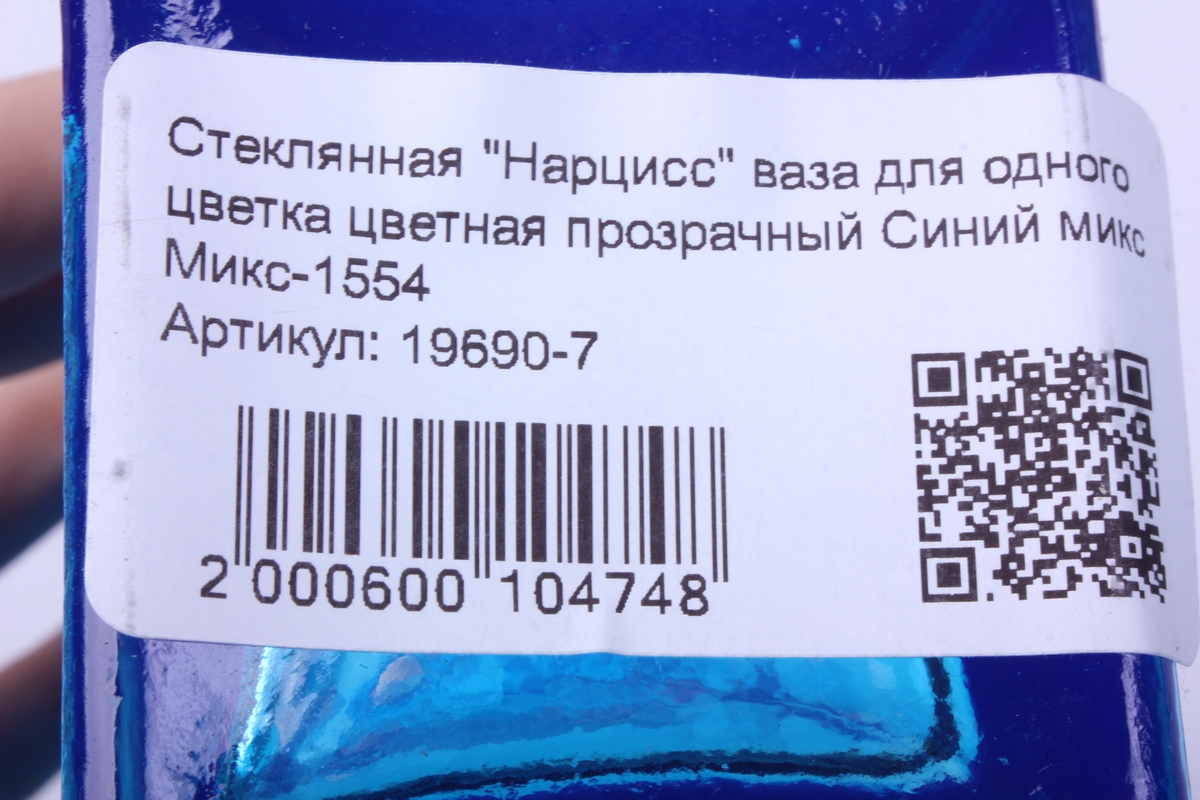 Стеклянная "Нарцисс" ваза для одного
цветка цветная прозрачный Синий микс
Микс-1554
Артикул: 19690-7
2 000600 104748